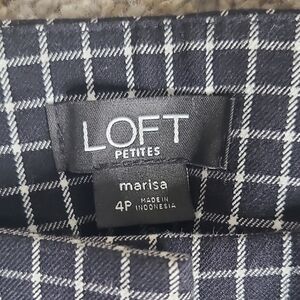 LOFT
PETITES
marisa
4P MADE IN
INDONESIA